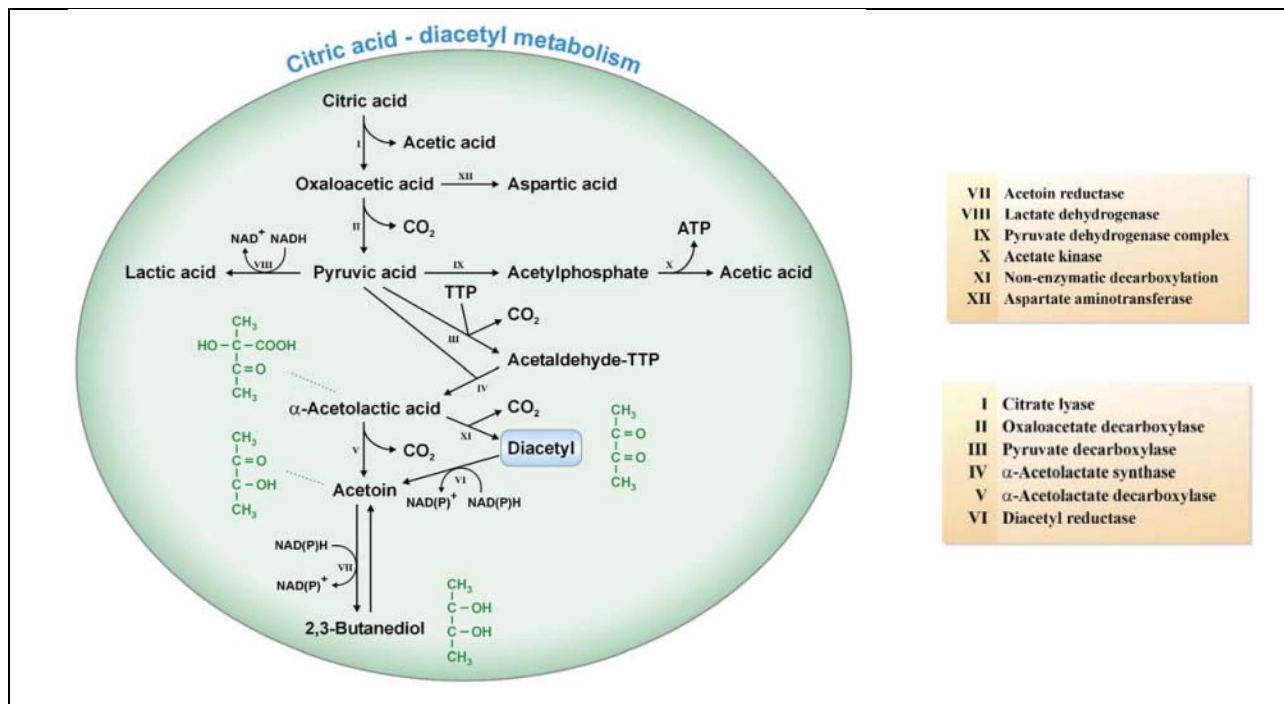 Citric acid - diacetyl metabolism
Citric acid
I
Acetic acid
Oxaloacetic acid
XII
Aspartic acid
II
CO2
NAD+ NADH
VIII
Lactic acid
Pyruvic acid
IX
Acetylphosphate
X
ATP
Acetic acid
TTP
CO2
III
Acetaldehyde-TTP
IV
CH3
HO-C-COOH
C=O
CH3
α-Acetolactic acid
CO2
XI
Diacetyl
CH3
C=O
C=O
CH3
V
CO2
CH3
C=O
C-OH
CH3
Acetoin
VI
NAD(P)+ NAD(P)H
NAD(P)H
VII
NAD(P)+
2,3-Butanediol
CH3
C-OH
C-OH
CH3
VII Acetoin reductase
VIII Lactate dehydrogenase
IX Pyruvate dehydrogenase complex
X Acetate kinase
XI Non-enzymatic decarboxylation
XII Aspartate aminotransferase
I Citrate lyase
II Oxaloacetate decarboxylase
III Pyruvate decarboxylase
IV α-Acetolactate synthase
V α-Acetolactate decarboxylase
VI Diacetyl reductase